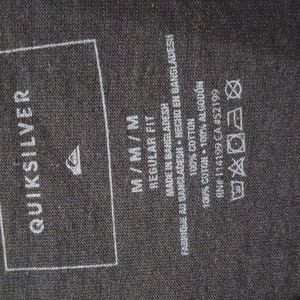 QUIKSILVER
M / M / M
REGULAR FIT
MADE IN BANGLADESH
FABRIQUE AU BANGLADESH • HECHO EN BANGLADESH
100% COTTON
100% COTON • 100% ALGODÓN
RN# 114199 CA #52199